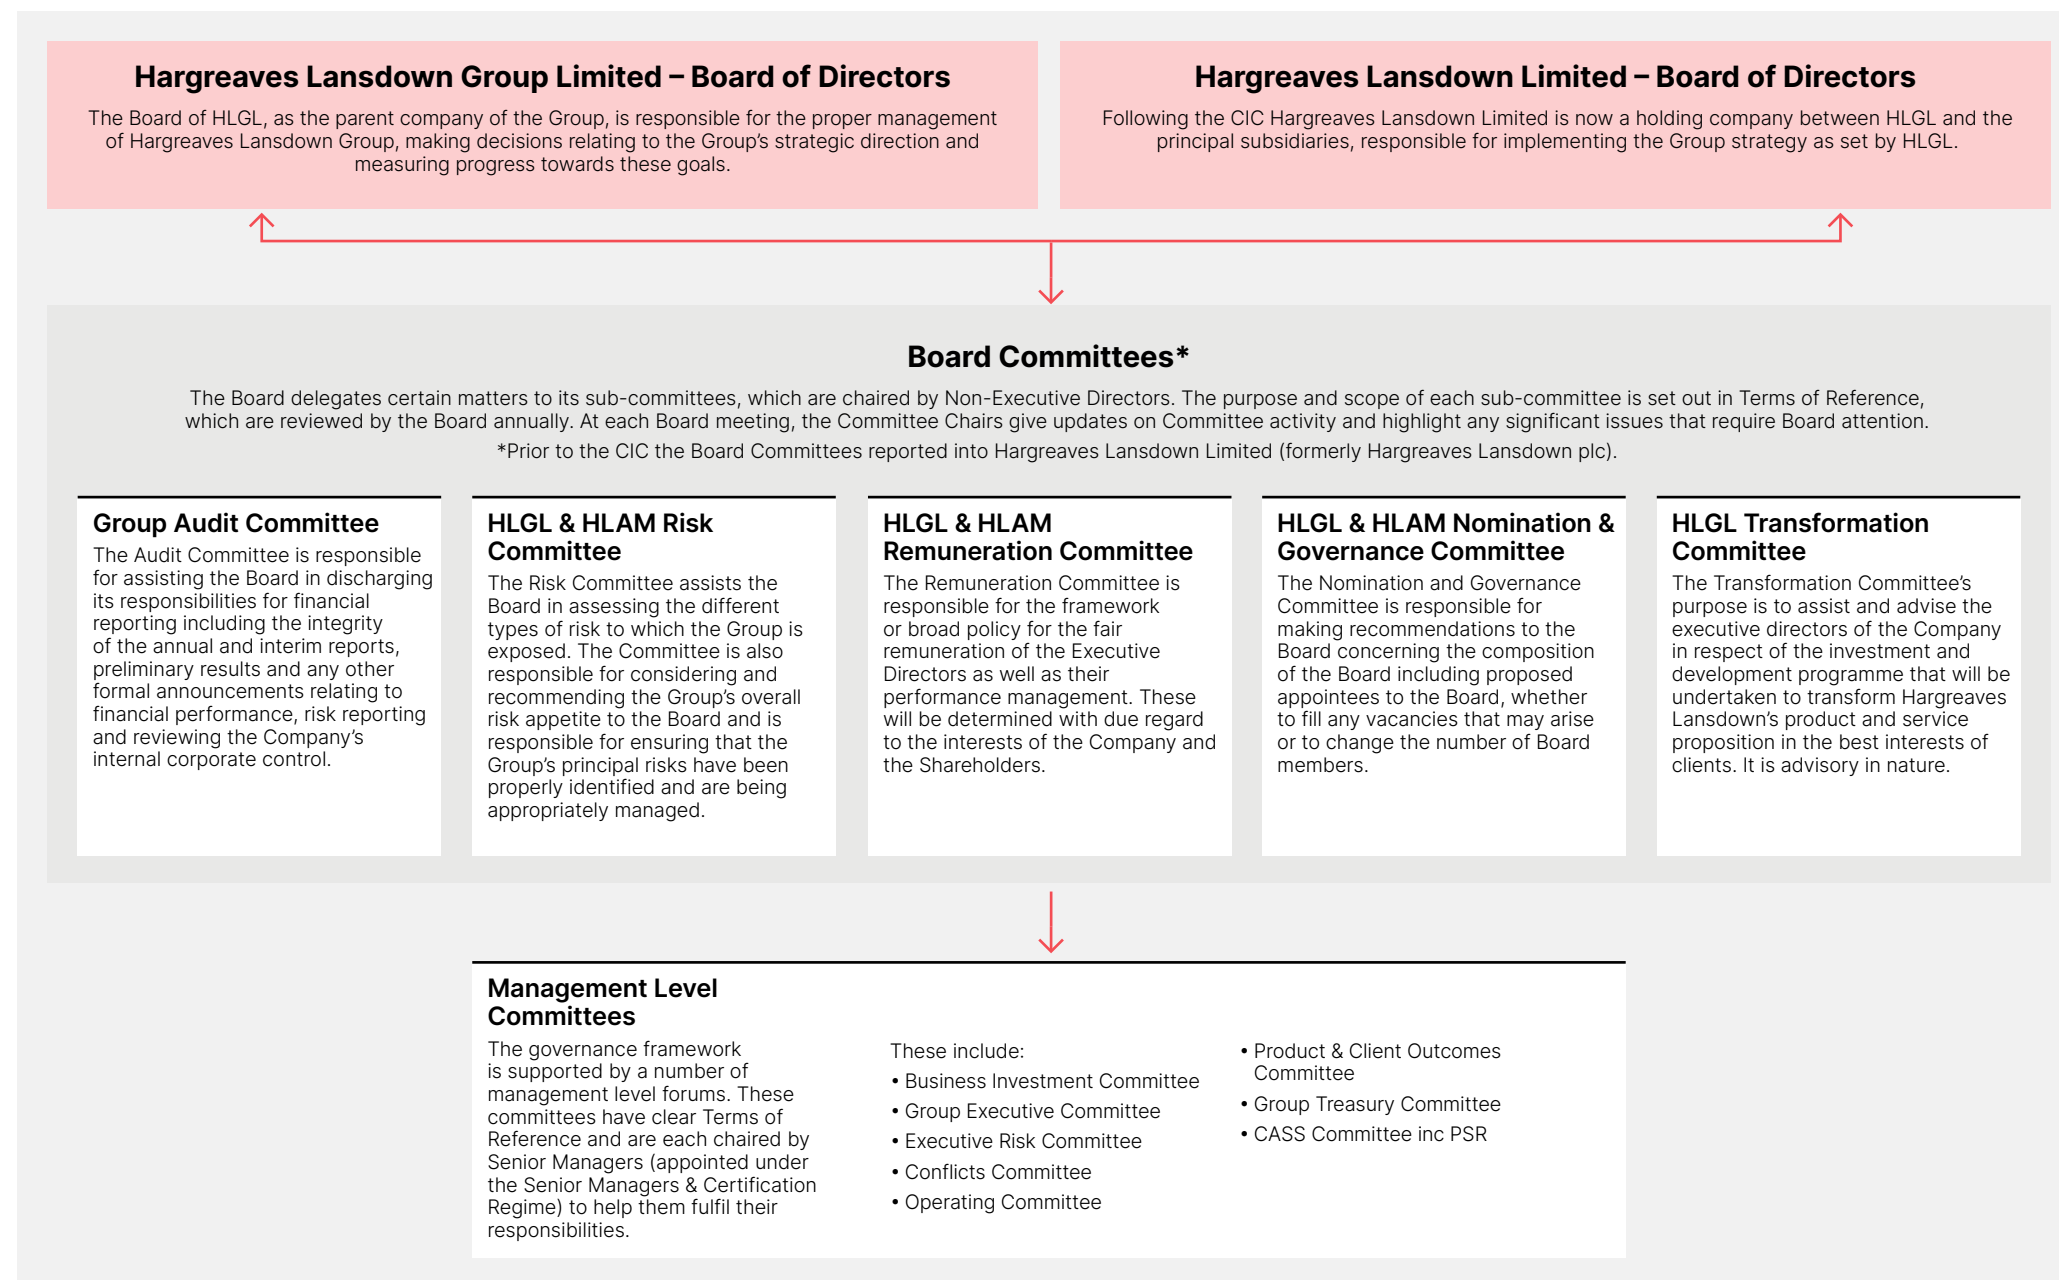 Hargreaves Lansdown Group Limited – Board of Directors
The Board of HLGL, as the parent company of the Group, is responsible for the proper management
of Hargreaves Lansdown Group, making decisions relating to the Group’s strategic direction and
measuring progress towards these goals.
Hargreaves Lansdown Limited – Board of Directors
Following the CIC Hargreaves Lansdown Limited is now a holding company between HLGL and the
principal subsidiaries, responsible for implementing the Group strategy as set by HLGL.
Board Committees*
The Board delegates certain matters to its sub-committees, which are chaired by Non-Executive Directors. The purpose and scope of each sub-committee is set out in Terms of Reference,
which are reviewed by the Board annually. At each Board meeting, the Committee Chairs give updates on Committee activity and highlight any significant issues that require Board attention.
*Prior to the CIC the Board Committees reported into Hargreaves Lansdown Limited (formerly Hargreaves Lansdown plc).
Group Audit Committee
The Audit Committee is responsible
for assisting the Board in discharging
its responsibilities for financial
reporting including the integrity
of the annual and interim reports,
preliminary results and any other
formal announcements relating to
financial performance, risk reporting
and reviewing the Company’s
internal corporate control.
HLGL & HLAM Risk
Committee
The Risk Committee assists the
Board in assessing the different
types of risk to which the Group is
exposed. The Committee is also
responsible for considering and
recommending the Group’s overall
risk appetite to the Board and is
responsible for ensuring that the
Group’s principal risks have been
properly identified and are being
appropriately managed.
HLGL & HLAM
Remuneration Committee
The Remuneration Committee is
responsible for the framework
or broad policy for the fair
remuneration of the Executive
Directors as well as their
performance management. These
will be determined with due regard
to the interests of the Company and
the Shareholders.
HLGL & HLAM Nomination &
Governance Committee
The Nomination and Governance
Committee is responsible for
making recommendations to the
Board concerning the composition
of the Board including proposed
appointees to the Board, whether
to fill any vacancies that may arise
or to change the number of Board
members.
HLGL Transformation
Committee
The Transformation Committee’s
purpose is to assist and advise the
executive directors of the Company
in respect of the investment and
development programme that will be
undertaken to transform Hargreaves
Lansdown’s product and service
proposition in the best interests of
clients. It is advisory in nature.
Management Level
Committees
The governance framework
is supported by a number of
management level forums. These
committees have clear Terms of
Reference and are each chaired by
Senior Managers (appointed under
the Senior Managers & Certification
Regime) to help them fulfil their
responsibilities.
These include:
• Business Investment Committee
• Group Executive Committee
• Executive Risk Committee
• Conflicts Committee
• Operating Committee
• Product & Client Outcomes
Committee
• Group Treasury Committee
• CASS Committee inc PSR